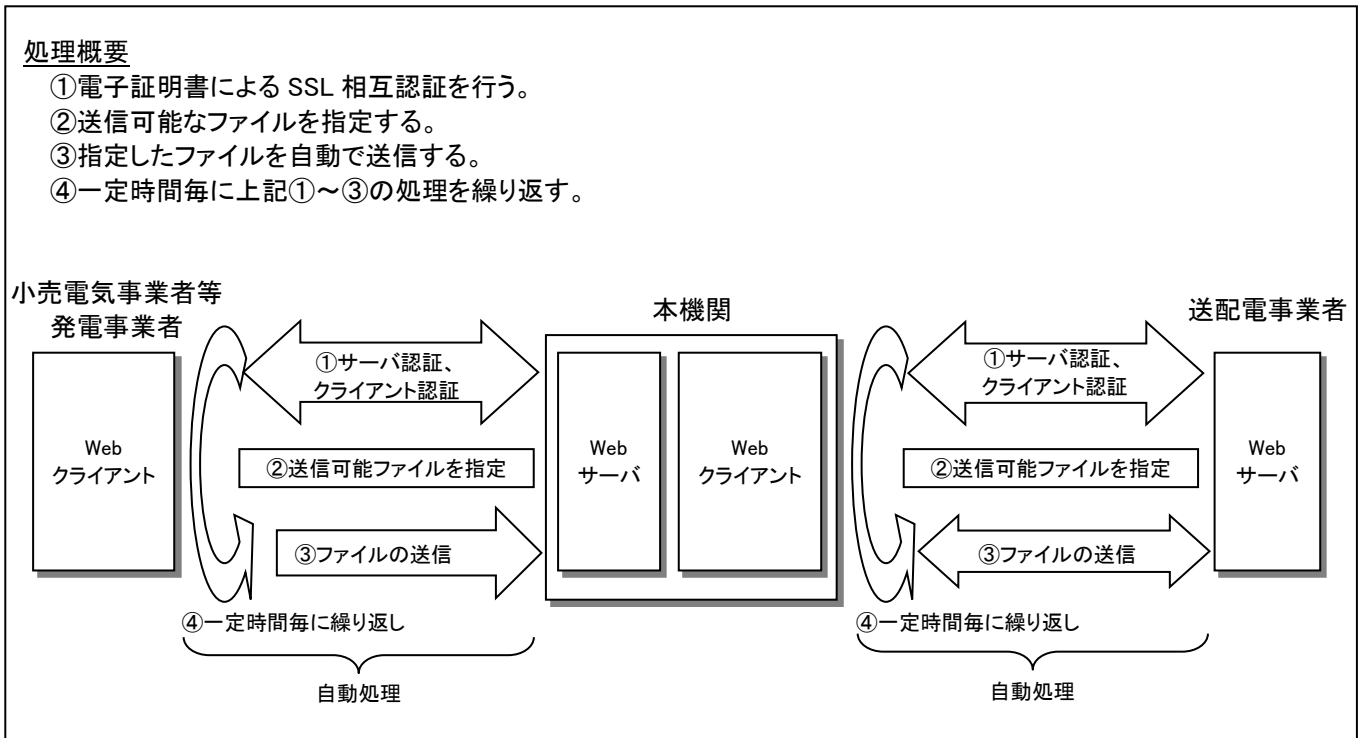 処理概要
①電子証明書による SSL 相互認証を行う。
②送信可能なファイルを指定する。
③指定したファイルを自動で送信する。
④一定時間毎に上記①～③の処理を繰り返す。
小売電気事業者等
発電事業者
本機関
送配電事業者
Web
クライアント
①サーバ認証、
クライアント認証
②送信可能ファイルを指定
③ファイルの送信
④一定時間毎に繰り返し
自動処理
Web
サーバ
Web
クライアント
①サーバ認証、
クライアント認証
②送信可能ファイルを指定
③ファイルの送信
④一定時間毎に繰り返し
自動処理
Web
サーバ